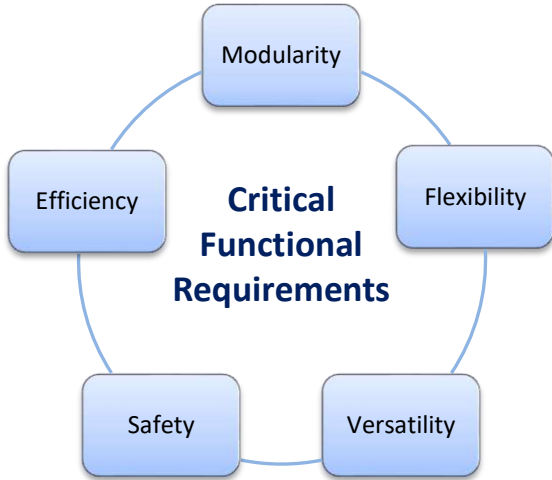 Modularity
Efficiency
Flexibility
Critical
Functional
Requirements
Safety
Versatility